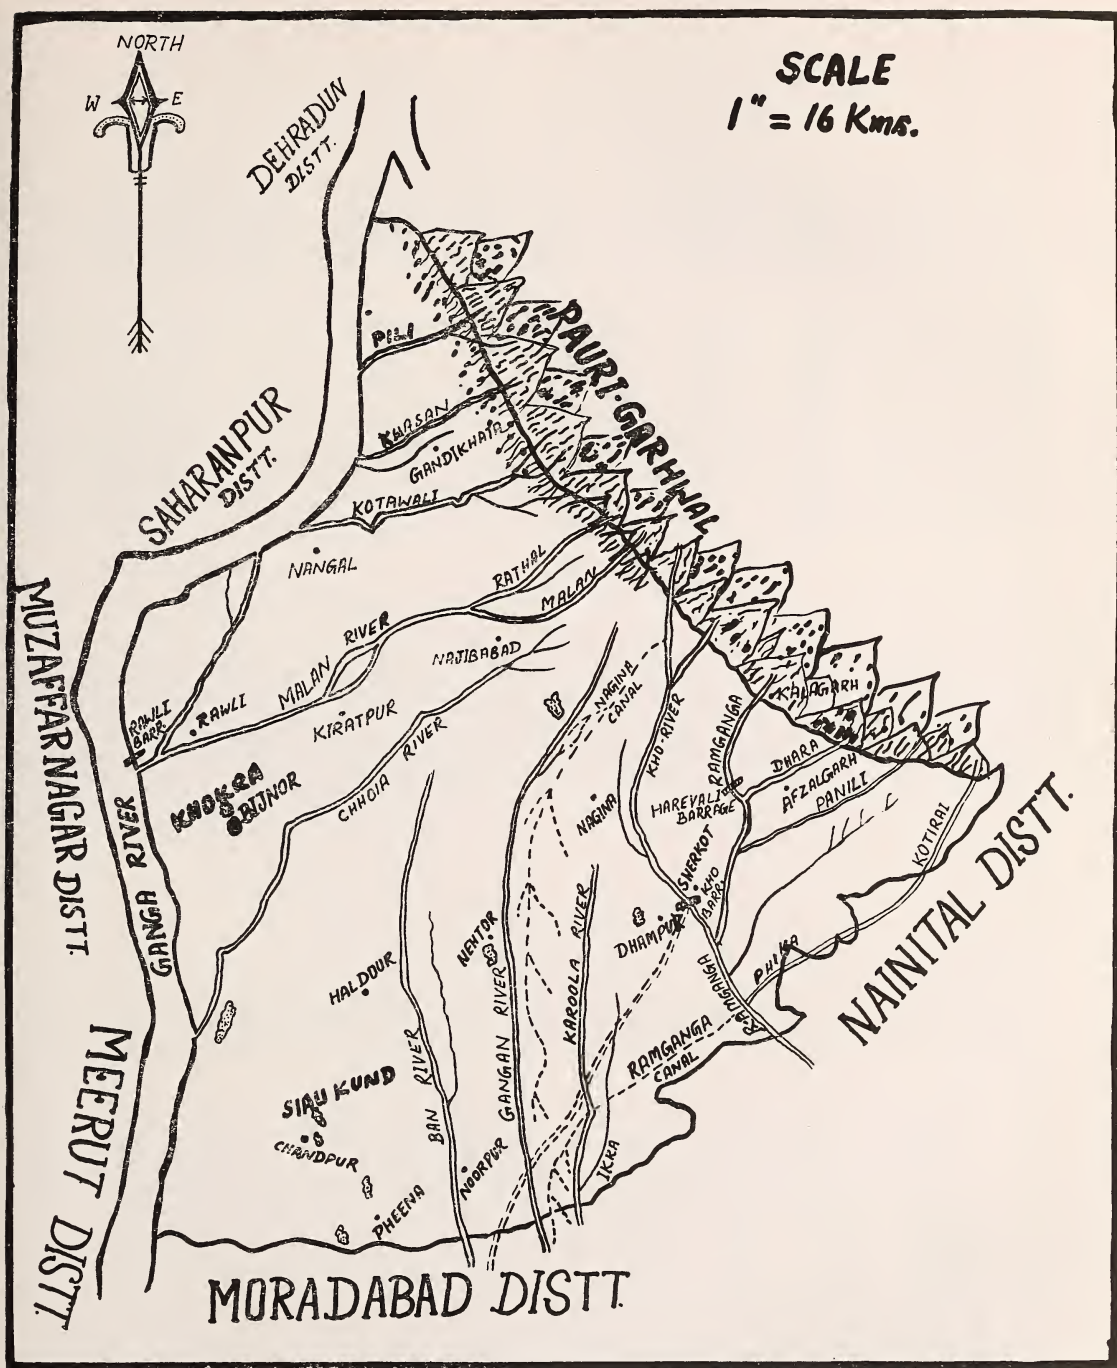 NORTH
W E
SCALE
1" = 16 Kms.
DEHRADUN
DISTT.
PAURI-GARHWAL
PILI
KHASAN
GANDIKHATA
SAHARANPUR
DISTT.
KOTAWALI
NANGAL
RATHAL
MALAN
MUZAFFARNAGAR DISTT.
MALAN RIVER
NAJIBABAD
NAGINA
CANAL
RAWLI
BARR.
RAWLI
KIRATPUR
KALAGARH
KHO RIVER
RAMGANGA
DHARA
AFZALGARH
PANILI
KHOKRA
BIJNOR
CHHOIA RIVER
NAGINA
HAREVALI
BARRAGE
KOTIRAI
GANGA RIVER
SHERKOT
KHO
BARR.
NAINITAL DISTT.
DHAMPUR
NEHTOR
HALDOUR
KAROOLA RIVER
PHIKA
RAMGANGA
RAMGANGA
CANAL
MEERUT DISTT.
GANGAN RIVER
BAN RIVER
SIAU KUND
CHANDPUR
NOORPUR
IKRA
PHEENA
MORADABAD DISTT.